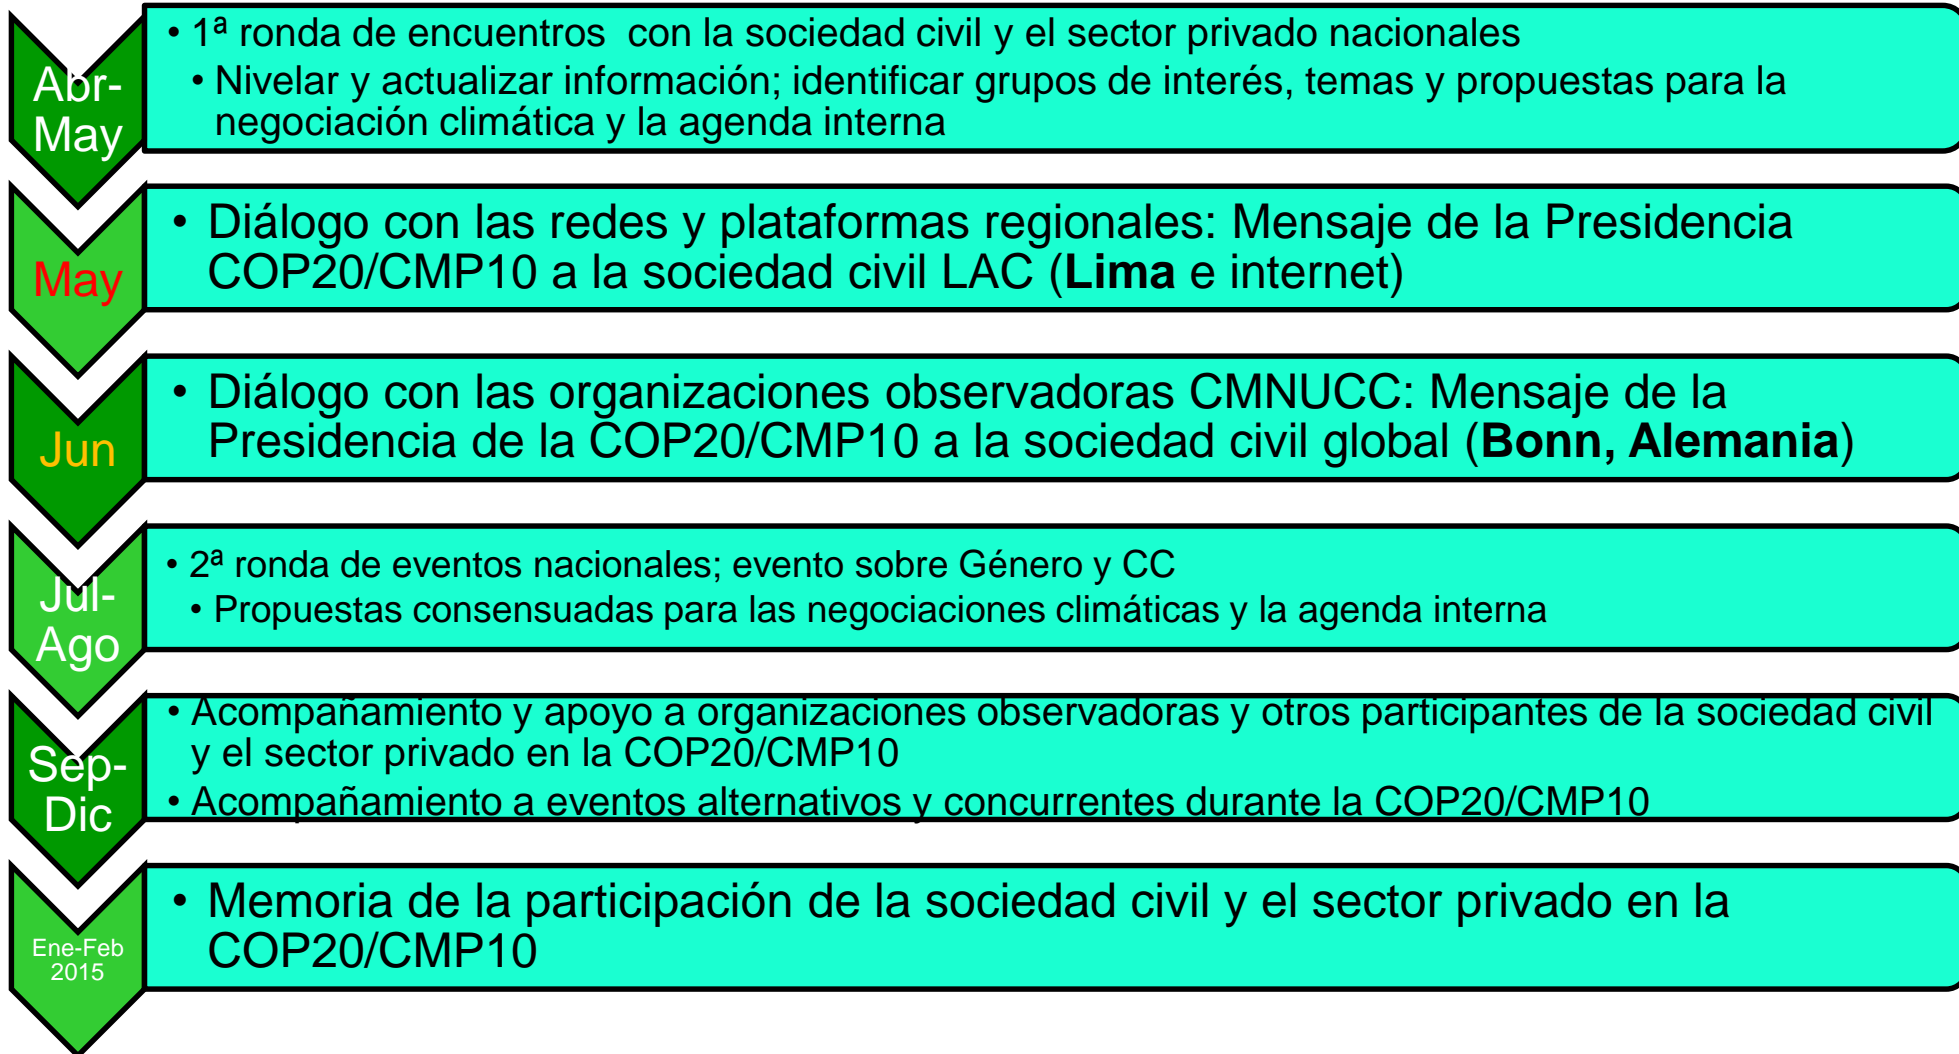 Abr-
May
• 1ª ronda de encuentros  con la sociedad civil y el sector privado nacionales
• Nivelar y actualizar información; identificar grupos de interés, temas y propuestas para la
negociación climática y la agenda interna
May
• Diálogo con las redes y plataformas regionales: Mensaje de la Presidencia
COP20/CMP10 a la sociedad civil LAC (Lima e internet)
Jun
• Diálogo con las organizaciones observadoras CMNUCC: Mensaje de la
Presidencia de la COP20/CMP10 a la sociedad civil global (Bonn, Alemania)
Jul-
Ago
• 2ª ronda de eventos nacionales; evento sobre Género y CC
• Propuestas consensuadas para las negociaciones climáticas y la agenda interna
Sep-
Dic
• Acompañamiento y apoyo a organizaciones observadoras y otros participantes de la sociedad civil
y el sector privado en la COP20/CMP10
• Acompañamiento a eventos alternativos y concurrentes durante la COP20/CMP10
Ene-Feb
2015
• Memoria de la participación de la sociedad civil y el sector privado en la
COP20/CMP10